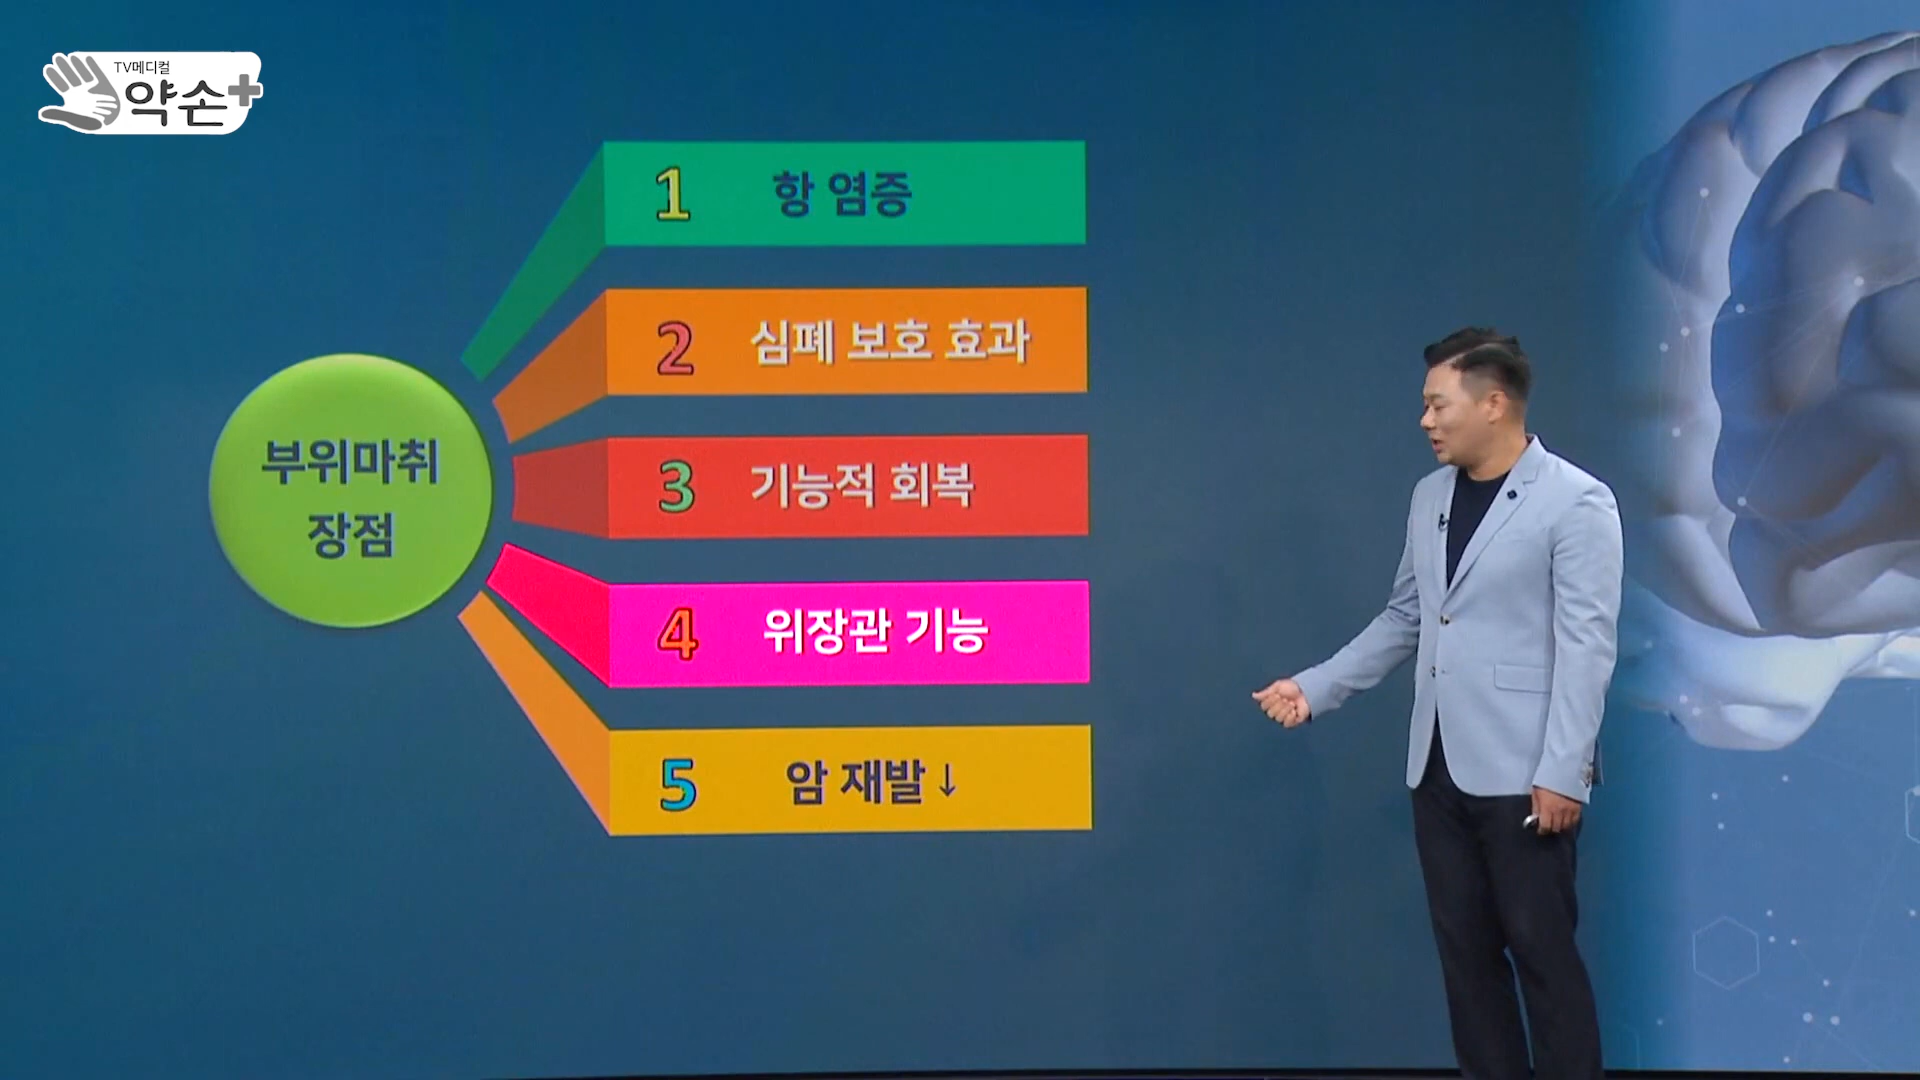 TV메디컬
약손+
부위마취
장점
1 항 염증
2 심폐 보호 효과
3 기능적 회복
4 위장관 기능
5 암 재발↓